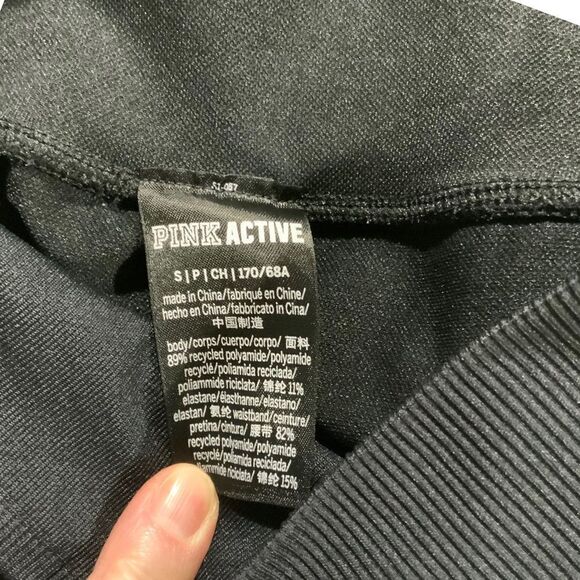 51-087
PINK ACTIVE
S | P | CH | 170/68A
made in China/fabriqué en Chine/
hecho en China/fabbricato in Cina/
中国制造
body/corps/cuerpo/corpo/ 面料
89% recycled polyamide/polyamide
recyclé/poliamida reciclada/
poliammide riciclata/ 锦纶 11%
elastane/élasthanne/elastano/
elastan/ 氨纶 waistband/ceinture/
pretina/cintura/ 腰带 82%
recycled polyamide/polyamide
recyclé/poliamida reciclada/
poliammide riciclata/ 锦纶 15%